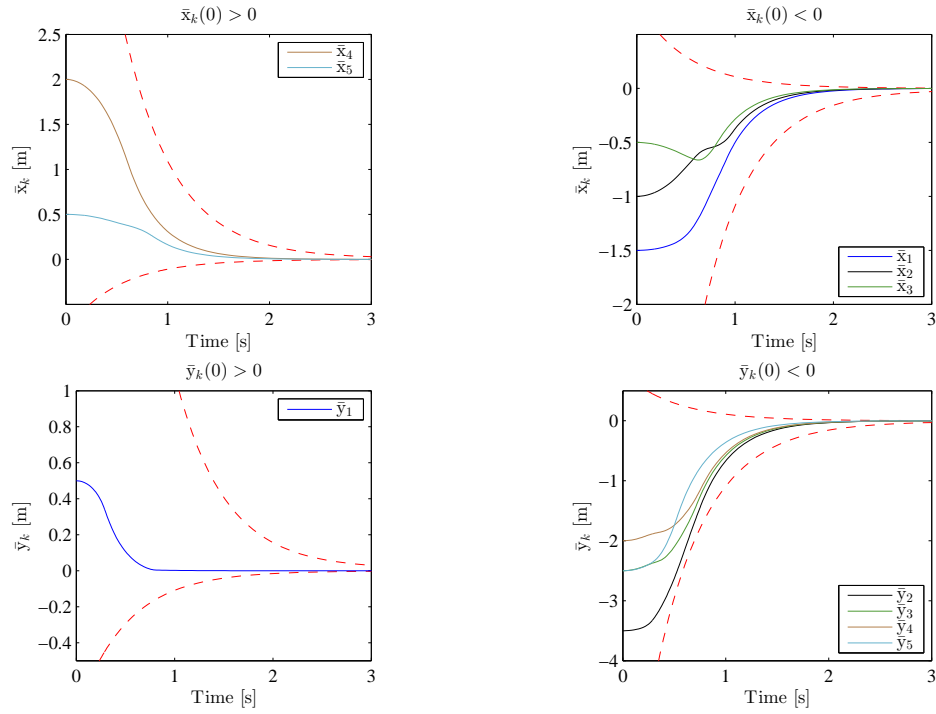 x̄ₖ(0) > 0
2.5
2
1.5
1
0.5
0
x̄ₖ [m]
0 1 2 3
Time [s]
x̄₄
x̄₅
x̄ₖ(0) < 0
0
−0.5
−1
−1.5
−2
x̄ₖ [m]
0 1 2 3
Time [s]
x̄₁
x̄₂
x̄₃
ȳₖ(0) > 0
1
0.8
0.6
0.4
0.2
0
−0.2
−0.4
ȳₖ [m]
0 1 2 3
Time [s]
ȳ₁
ȳₖ(0) < 0
0
−1
−2
−3
−4
ȳₖ [m]
0 1 2 3
Time [s]
ȳ₂
ȳ₃
ȳ₄
ȳ₅